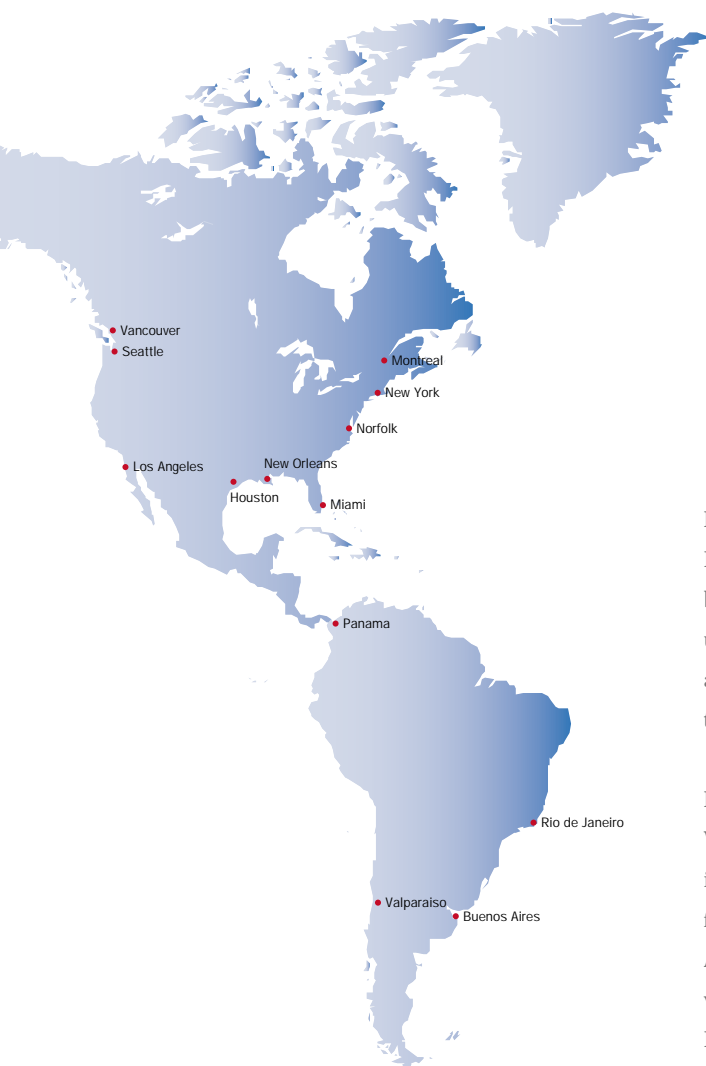 Vancouver
Seattle
Montreal
New York
Norfolk
New Orleans
Los Angeles
Houston
Miami
Panama
Rio de Janeiro
Valparaiso
Buenos Aires